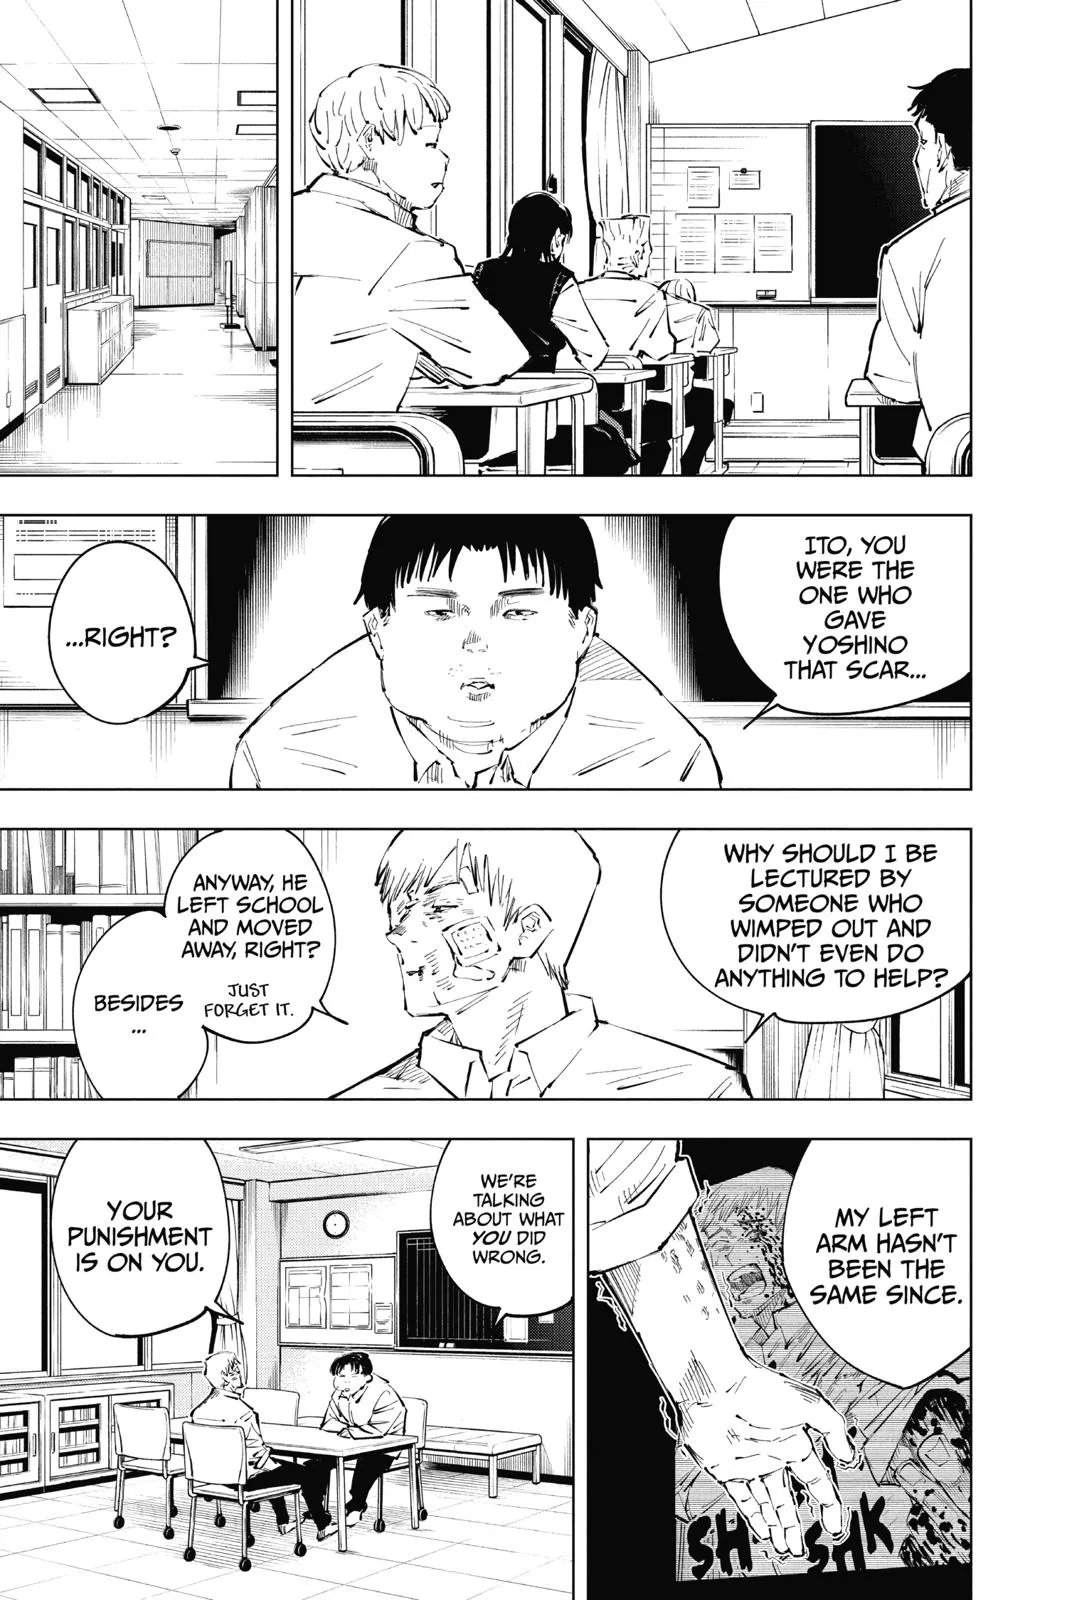 ITO, YOU
WERE THE
ONE WHO
GAVE
YOSHINO
THAT SCAR...
...RIGHT?
WHY SHOULD I BE
LECTURED BY
SOMEONE WHO
WIMPED OUT AND
DIDN'T EVEN DO
ANYTHING TO HELP?
ANYWAY, HE
LEFT SCHOOL
AND MOVED
AWAY, RIGHT?
JUST
FORGET IT.
BESIDES
...
MY LEFT
ARM HASN'T
BEEN THE
SAME SINCE.
SHK
SHK
WE'RE
TALKING
ABOUT WHAT
YOU DID
WRONG.
YOUR
PUNISHMENT
IS ON YOU.